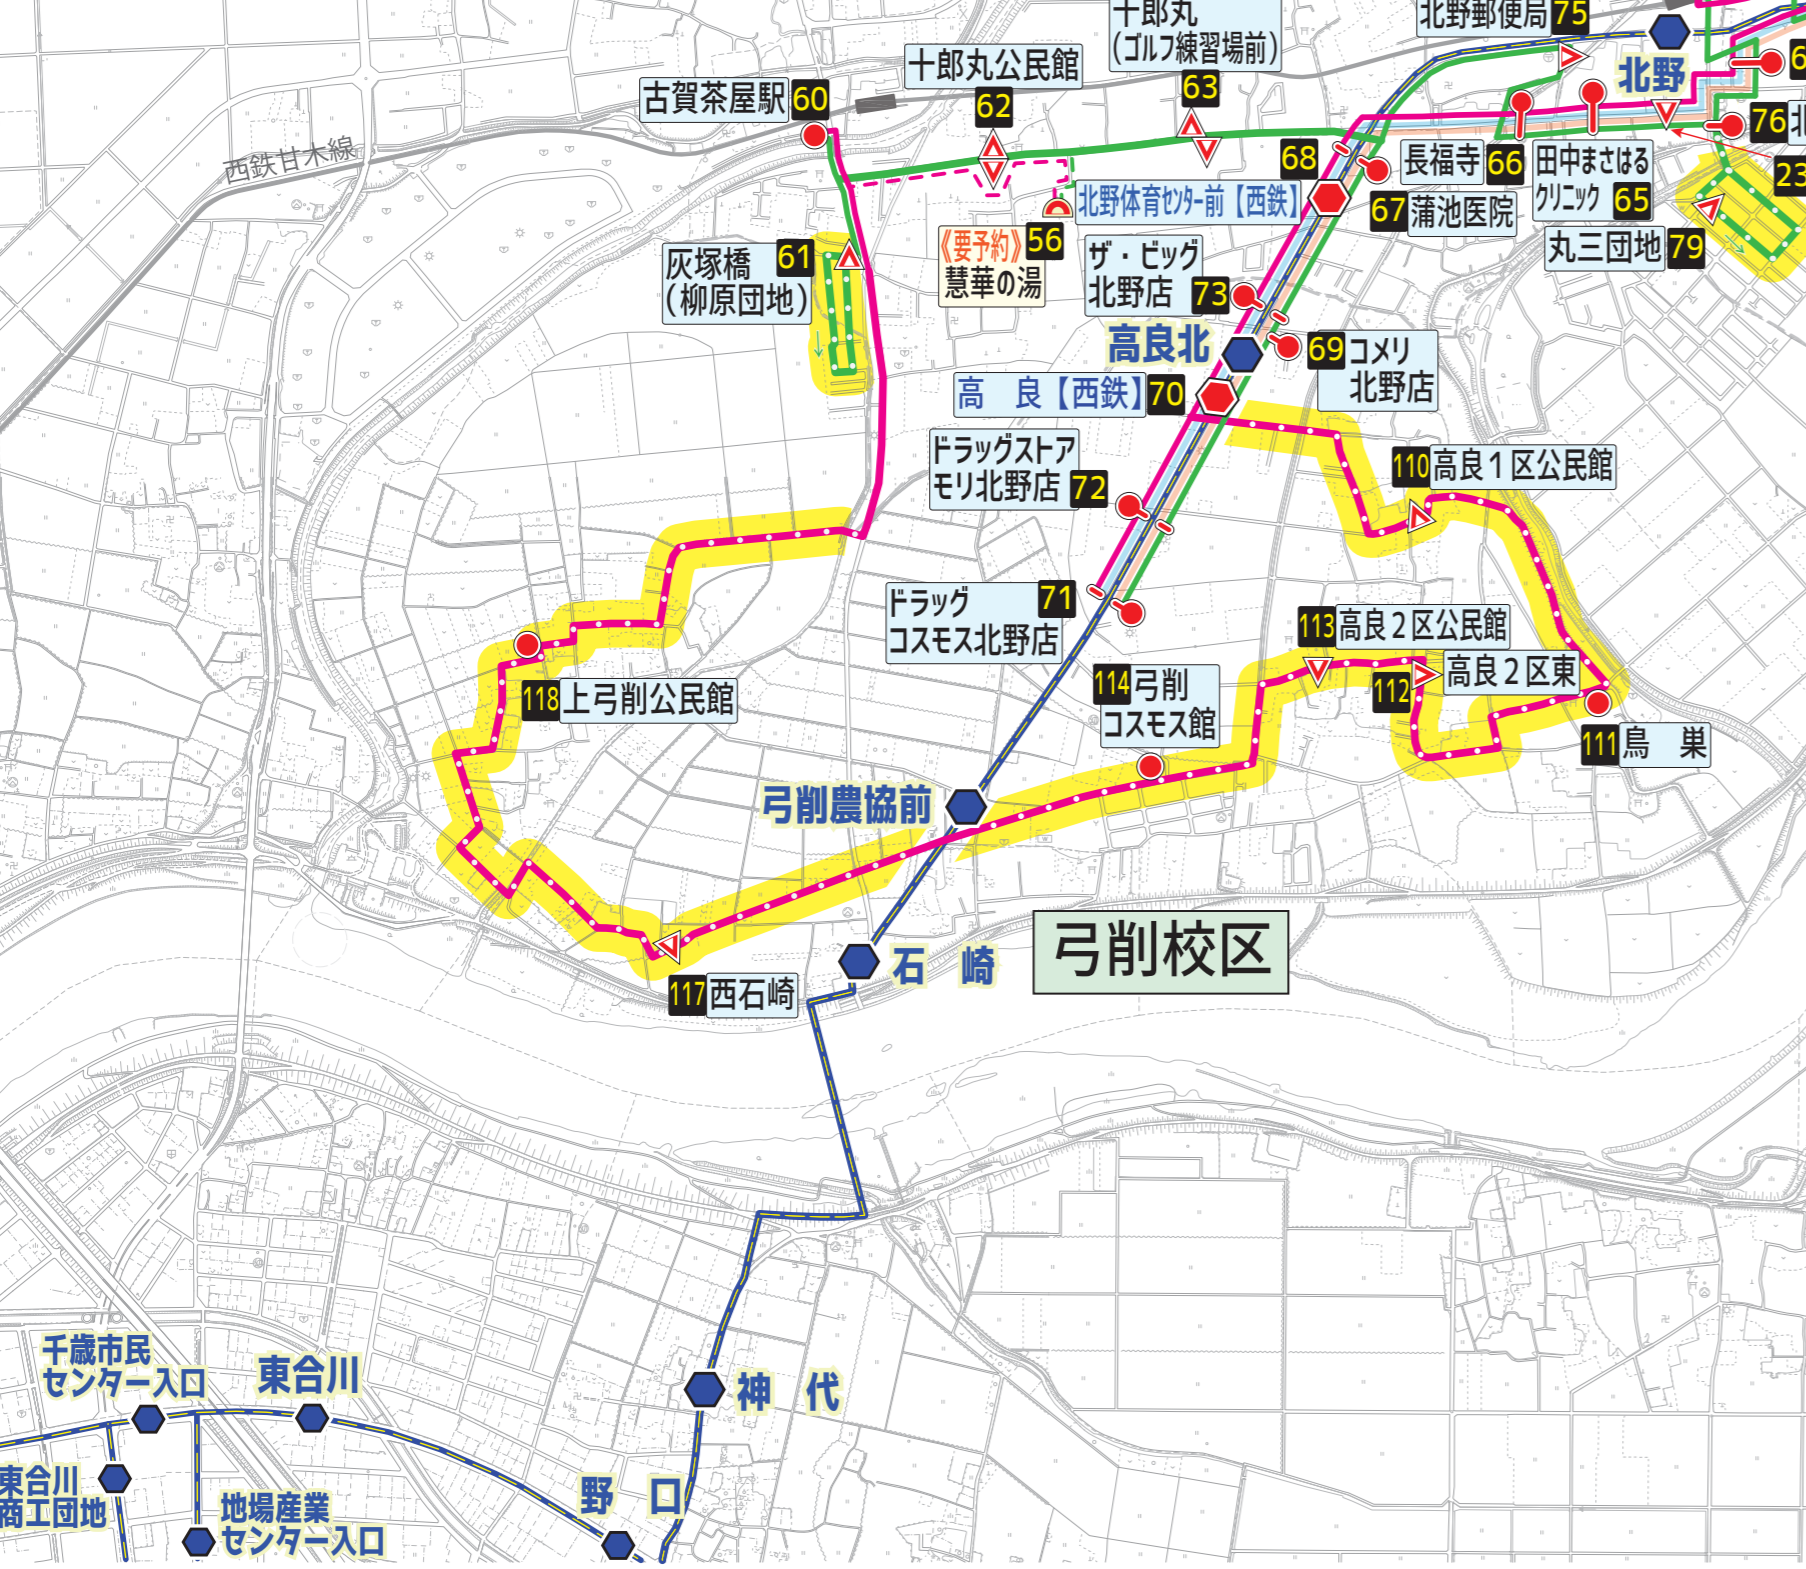 十郎丸
(ゴルフ練習場前)
63
北野郵便局 75
北野
十郎丸公民館
62
古賀茶屋駅 60
西鉄甘木線
76
68
長福寺 66
田中まさはる
クリニック 65
23
北野体育センター前【西鉄】
67 蒲池医院
丸三団地 79
灰塚橋 61
(柳原団地)
《要予約》 56
慧華の湯
ザ・ビッグ
北野店 73
高良北
69 コメリ
北野店
高 良【西鉄】 70
ドラッグストア
モリ北野店 72
110 高良1区公民館
ドラッグ 71
コスモス北野店
113 高良2区公民館
112 高良2区東
114 弓削
コスモス館
118 上弓削公民館
111 鳥 巣
弓削農協前
弓削校区
石 崎
117 西石崎
千歳市民
センター入口
東合川
神 代
東合川
商工団地
地場産業
センター入口
野 口